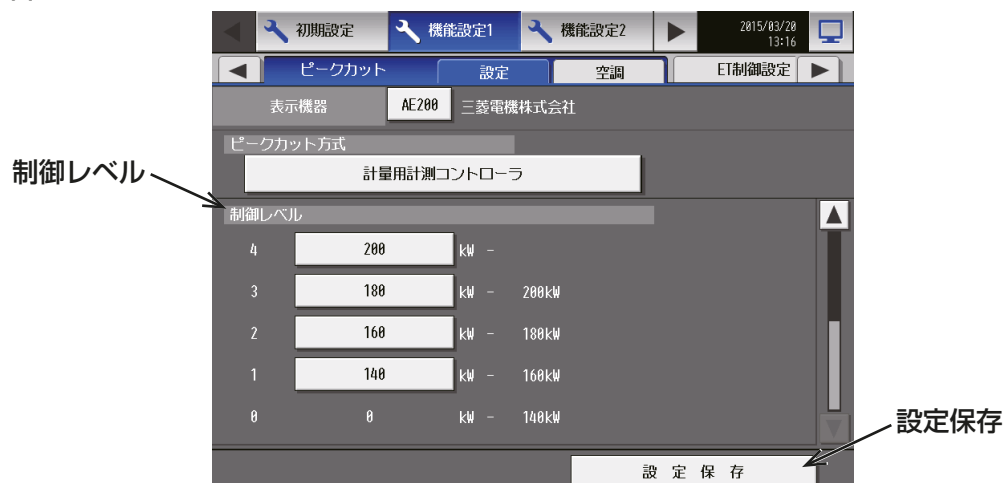 初期設定 機能設定1 機能設定2 2015/03/20
13:16
ピークカット 設定 空調 ET制御設定
表示機器 AE200 三菱電機株式会社
ピークカット方式
計量用計測コントローラ
制御レベル
制御レベル
4 200 kW -
3 180 kW - 200kW
2 160 kW - 180kW
1 140 kW - 160kW
0 0 kW - 140kW
設定保存
設 定 保 存